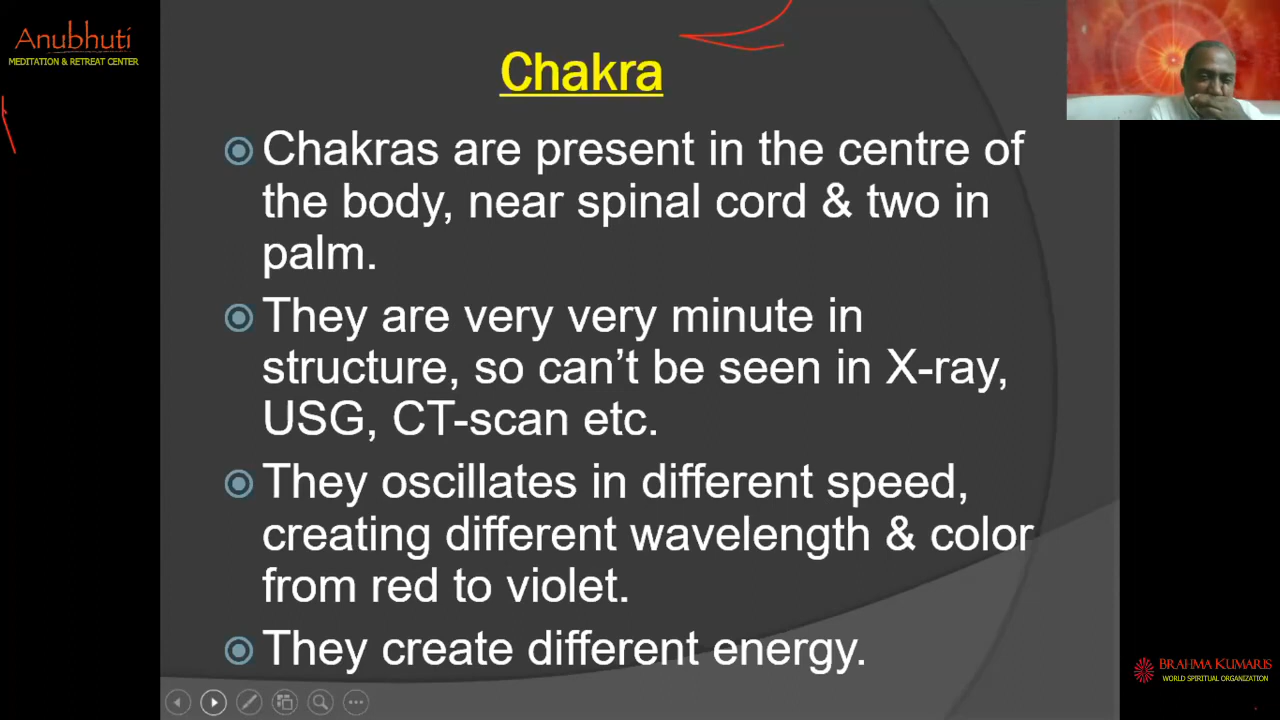 Anubhuti
MEDITATION & RETREAT CENTER
Chakra
Chakras are present in the centre of
the body, near spinal cord & two in
palm.
They are very very minute in
structure, so can’t be seen in X-ray,
USG, CT-scan etc.
They oscillates in different speed,
creating different wavelength & color
from red to violet.
They create different energy.
BRAHMA KUMARIS
WORLD SPIRITUAL ORGANIZATION